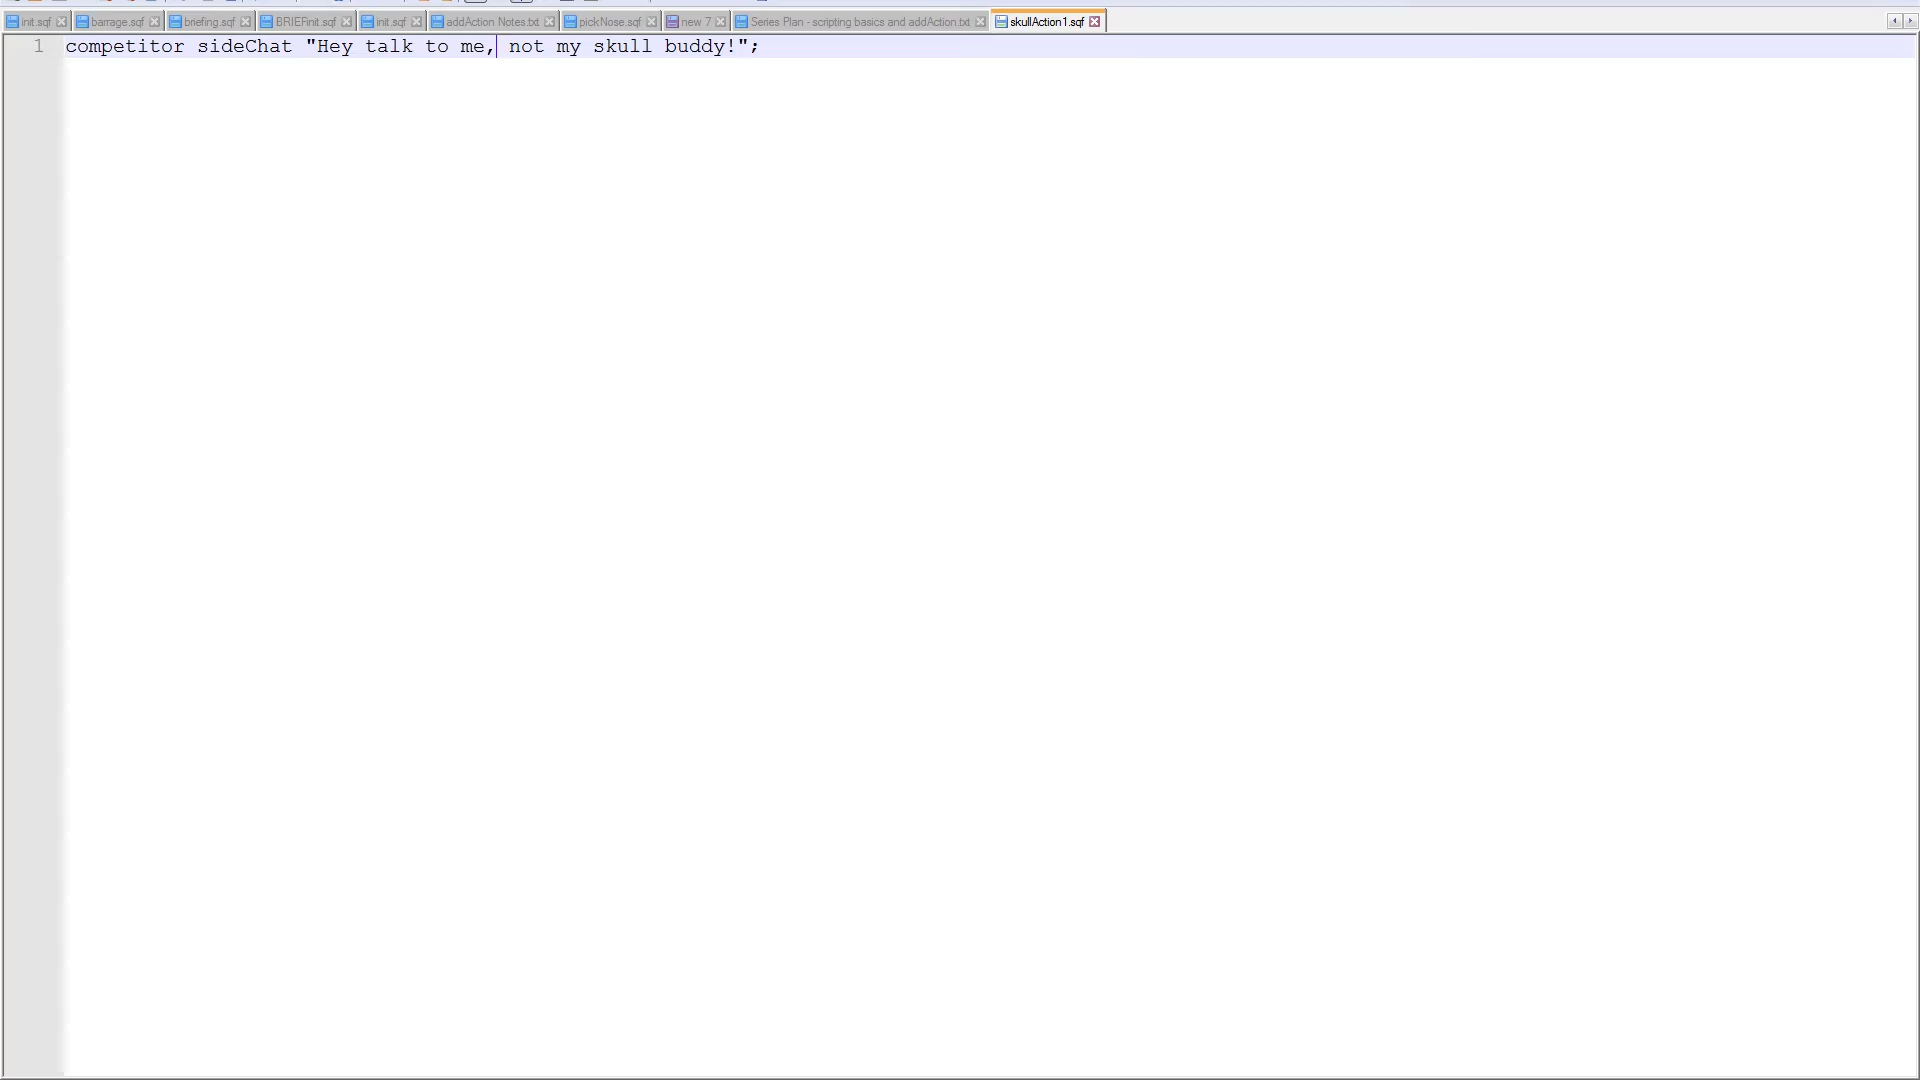 init.sqf barrage.sqf briefing.sqf BRIEFinit.sqf init.sqf addAction Notes.txt pickNose.sqf new 7 Series Plan - scripting basics and addAction.txt skullAction1.sqf
1 competitor sideChat "Hey talk to me, not my skull buddy!";